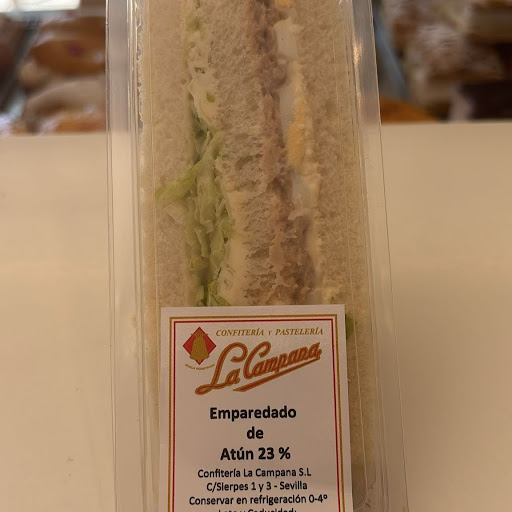 CONFITERÍA Y PASTELERÍA
La Campana
Emparedado
de
Atún 23 %
Confitería La Campana S.L
C/Sierpes 1 y 3 - Sevilla
Conservar en refrigeración 0-4º